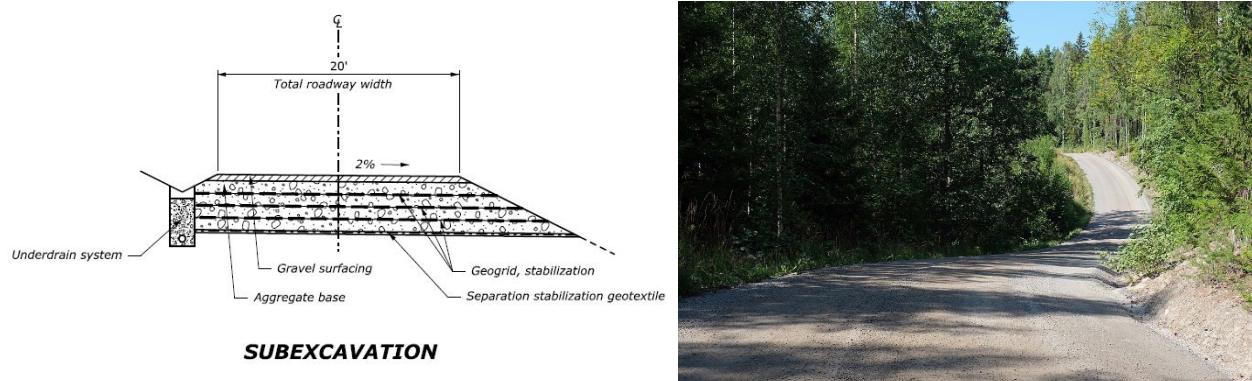 ℄
20'
Total roadway width
2%
Underdrain system
Gravel surfacing
Geogrid, stabilization
Aggregate base
Separation stabilization geotextile
SUBEXCAVATION